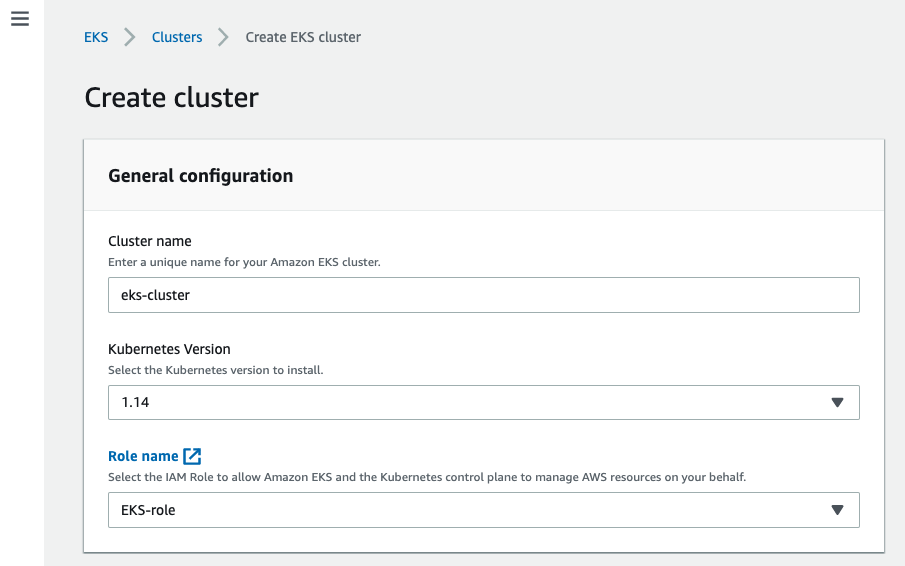 EKS Clusters Create EKS cluster
Create cluster
General configuration
Cluster name
Enter a unique name for your Amazon EKS cluster.
eks-cluster
Kubernetes Version
Select the Kubernetes version to install.
1.14
Role name
Select the IAM Role to allow Amazon EKS and the Kubernetes control plane to manage AWS resources on your behalf.
EKS-role